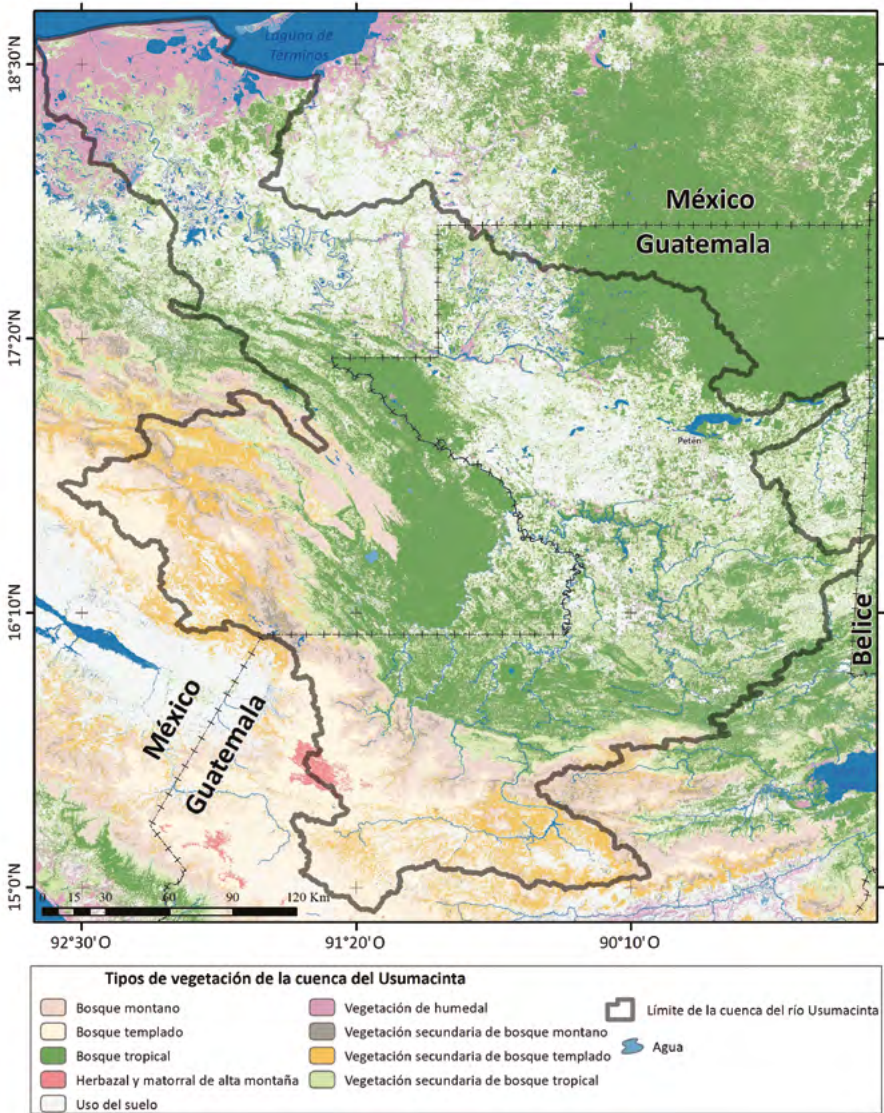 Laguna de
Términos
18°30'N
México
Guatemala
17°20'N
Petén
16°10'N
Belice
México
Guatemala
15°0'N
0 15 30 60 90 120 Km
92°30'O 91°20'O 90°10'O
Tipos de vegetación de la cuenca del Usumacinta
Bosque montano
Bosque templado
Bosque tropical
Herbazal y matorral de alta montaña
Uso del suelo
Vegetación de humedal
Vegetación secundaria de bosque montano
Vegetación secundaria de bosque templado
Vegetación secundaria de bosque tropical
Límite de la cuenca del río Usumacinta
Agua